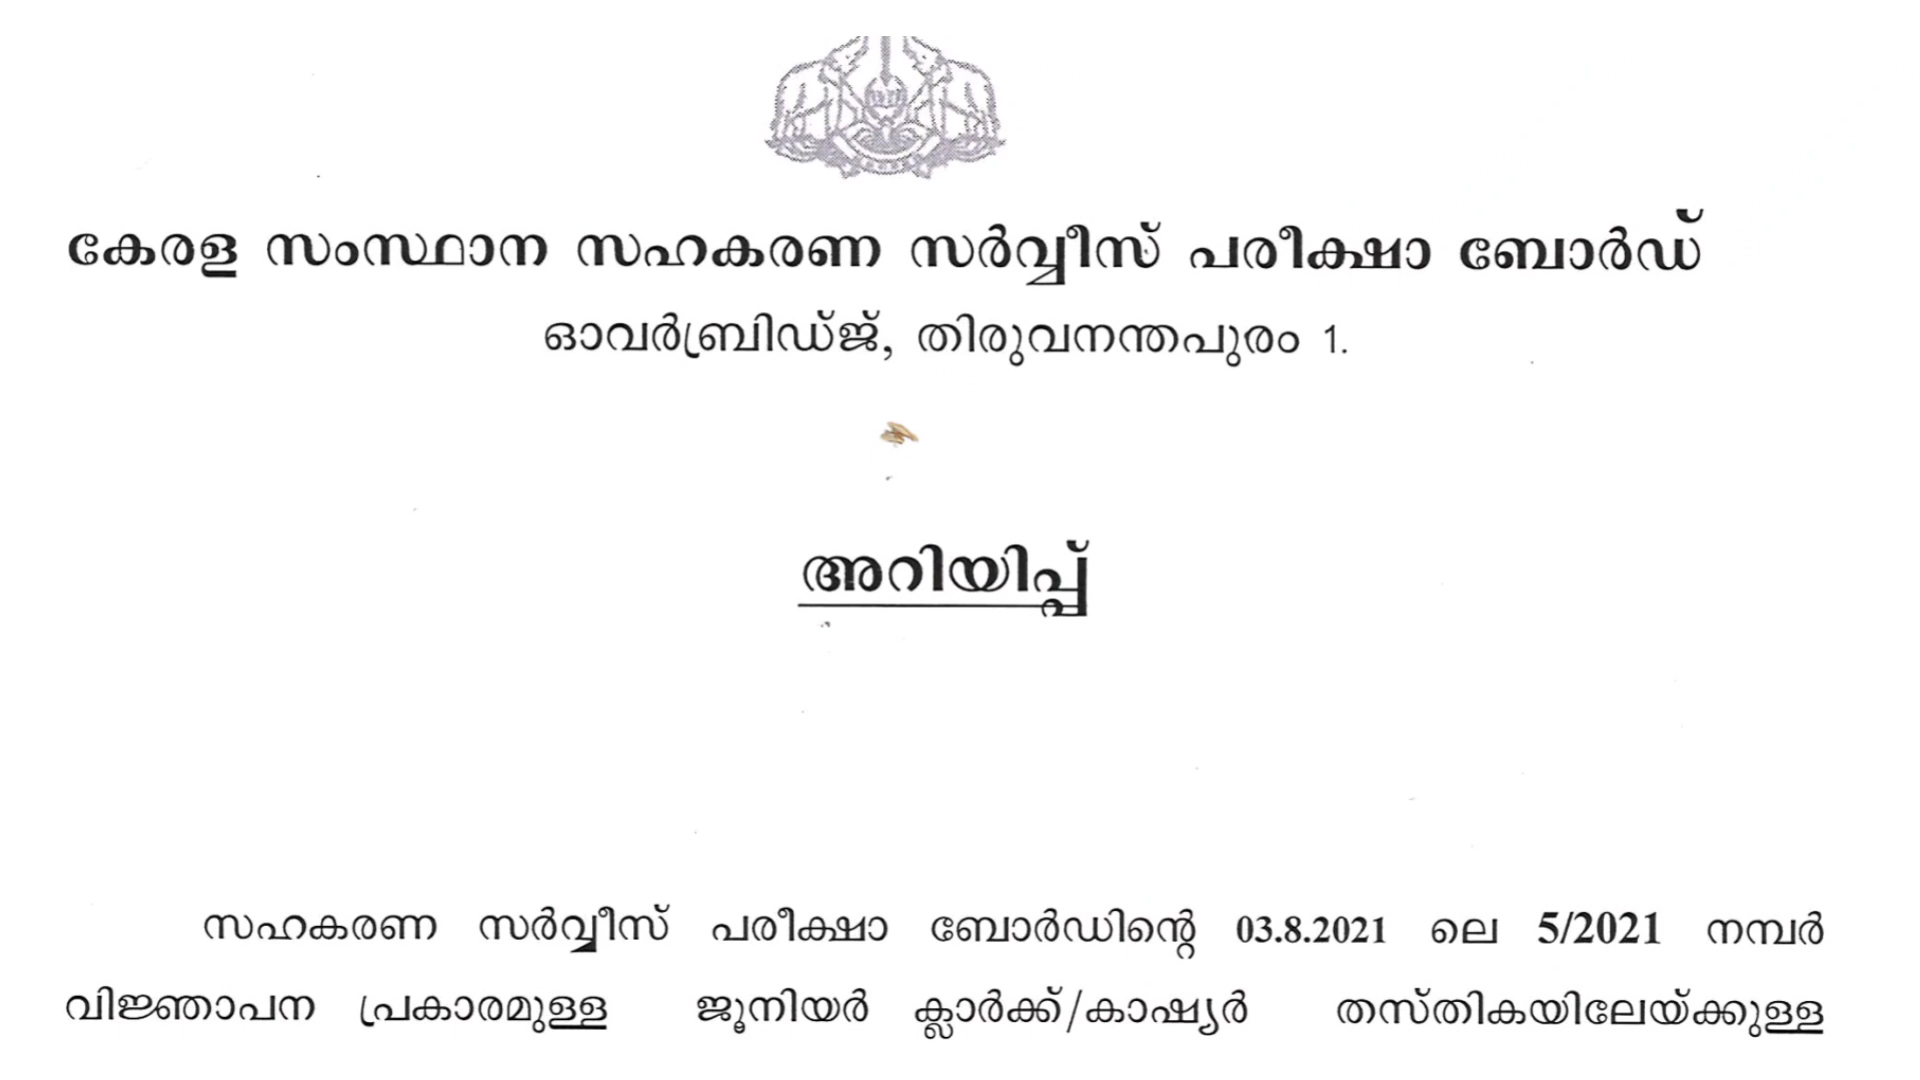 കേരള സംസ്ഥാന സഹകരണ സർവ്വീസ് പരീക്ഷാ ബോർഡ്
ഓവർബ്രിഡ്ജ്, തിരുവനന്തപുരം 1.
അറിയിപ്പ്
സഹകരണ സർവ്വീസ് പരീക്ഷാ ബോർഡിന്റെ 03.8.2021 ലെ 5/2021 നമ്പർ
വിജ്ഞാപന പ്രകാരമുള്ള ജൂനിയർ ക്ലാർക്ക്/കാഷ്യർ തസ്തികയിലേയ്ക്കുള്ള